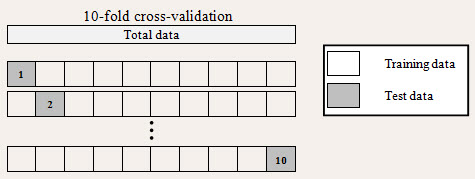 10-fold cross-validation
Total data
1
2
10
Training data
Test data